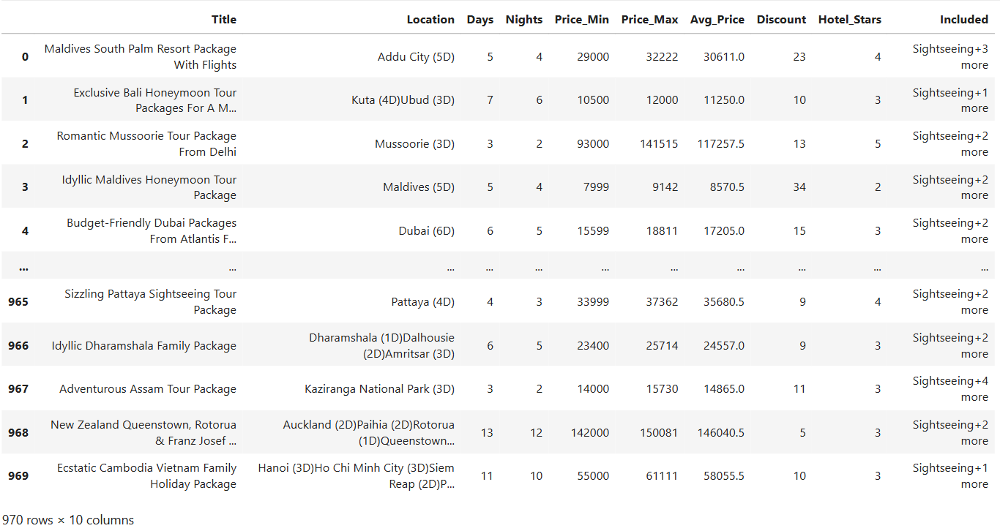 Title Location Days Nights Price_Min Price_Max Avg_Price Discount Hotel_Stars Included
0 Maldives South Palm Resort Package With Flights Addu City (5D) 5 4 29000 32222 30611.0 23 4 Sightseeing+3 more
1 Exclusive Bali Honeymoon Tour Packages For A M... Kuta (4D)Ubud (3D) 7 6 10500 12000 11250.0 10 3 Sightseeing+1 more
2 Romantic Mussoorie Tour Package From Delhi Mussoorie (3D) 3 2 93000 141515 117257.5 13 5 Sightseeing+2 more
3 Idyllic Maldives Honeymoon Tour Package Maldives (5D) 5 4 7999 9142 8570.5 34 2 Sightseeing+2 more
4 Budget-Friendly Dubai Packages From Atlantis F... Dubai (6D) 6 5 15599 18811 17205.0 15 3 Sightseeing+2 more
... ... ... ... ... ... ... ... ... ... ...
965 Sizzling Pattaya Sightseeing Tour Package Pattaya (4D) 4 3 33999 37362 35680.5 9 4 Sightseeing+2 more
966 Idyllic Dharamshala Family Package Dharamshala (1D)Dalhousie (2D)Amritsar (3D) 6 5 23400 25714 24557.0 9 3 Sightseeing+2 more
967 Adventurous Assam Tour Package Kaziranga National Park (3D) 3 2 14000 15730 14865.0 11 3 Sightseeing+4 more
968 New Zealand Queenstown, Rotorua & Franz Josef ... Auckland (2D)Paihia (2D)Rotorua (1D)Queenstown... 13 12 142000 150081 146040.5 5 3 Sightseeing+2 more
969 Ecstatic Cambodia Vietnam Family Holiday Package Hanoi (3D)Ho Chi Minh City (3D)Siem Reap (2D)P... 11 10 55000 61111 58055.5 10 3 Sightseeing+1 more
970 rows × 10 columns